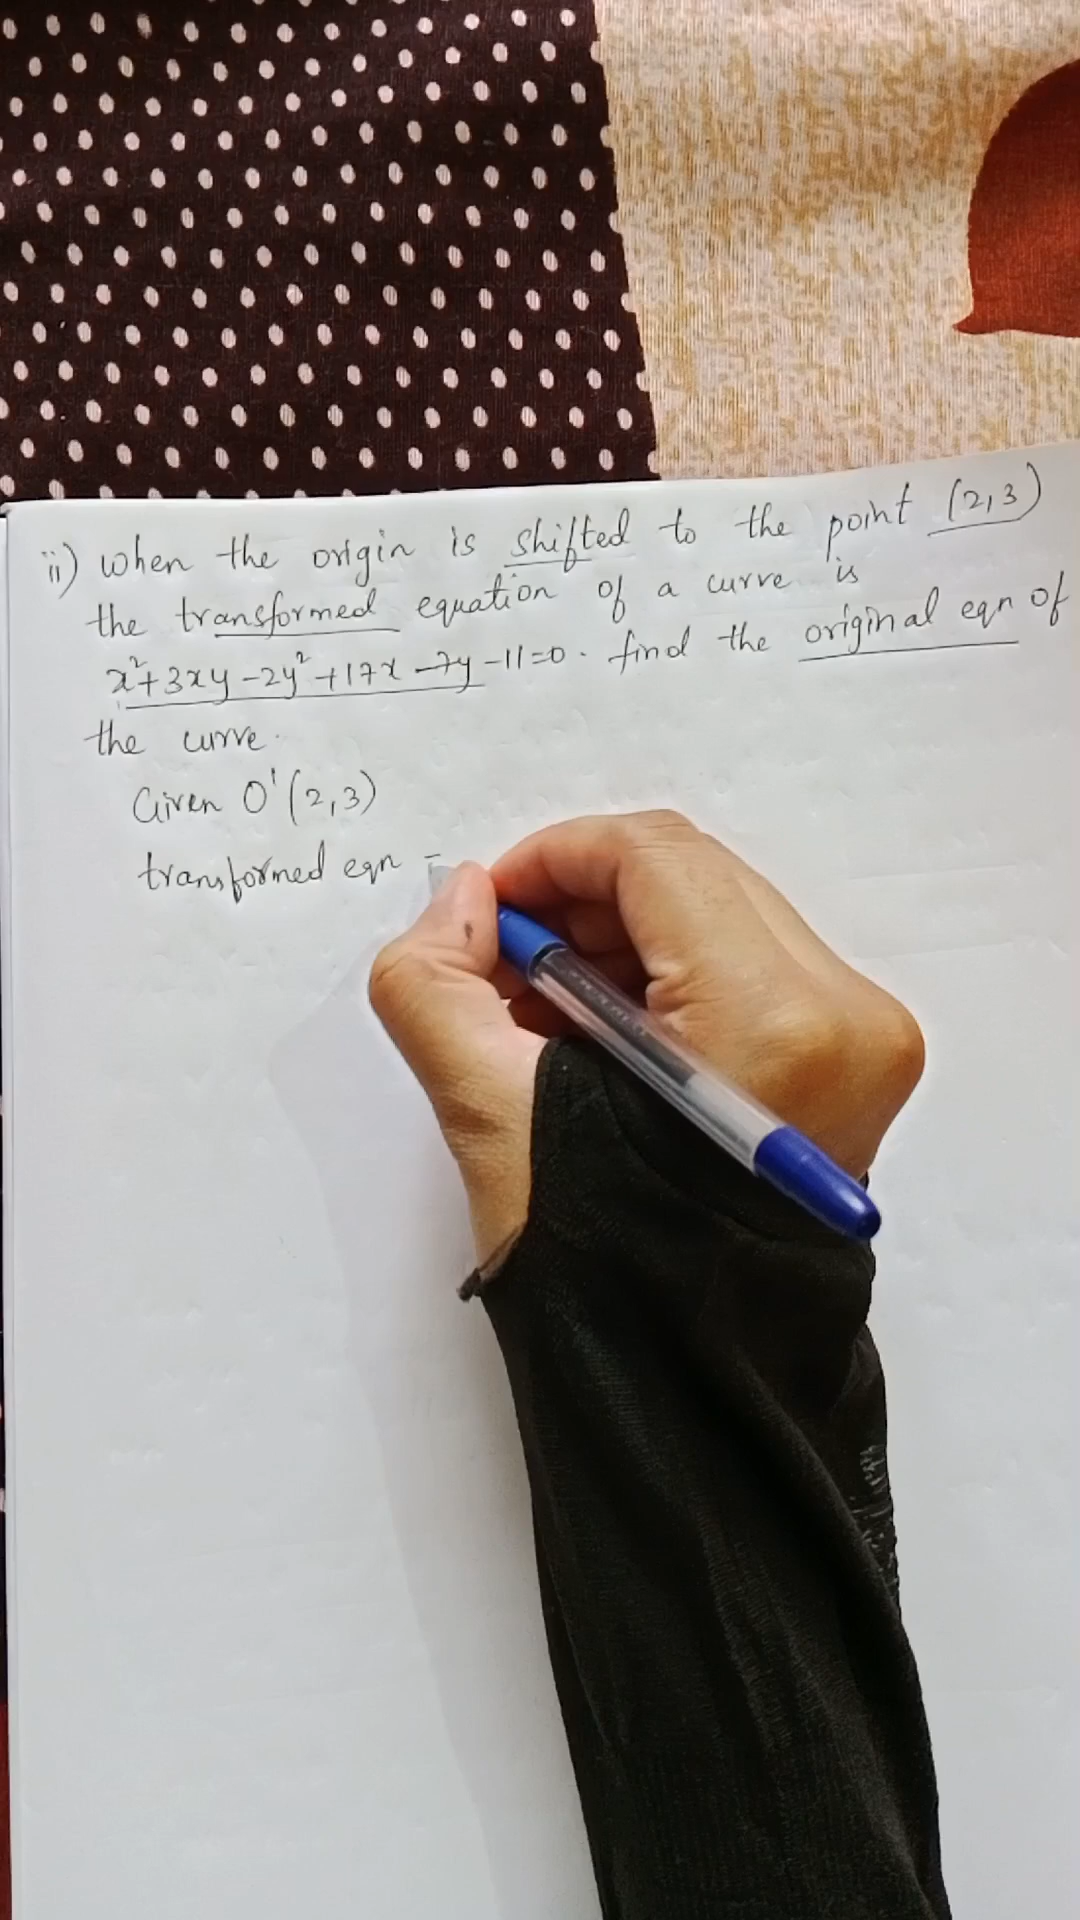 ii) when the origin is shifted to the point (2,3)
the transformed equation of a curve is
x²+3xy-2y²+17x-7y-11=0. find the original eqn of
the curve.
Given O'(2,3)
transformed eqn =